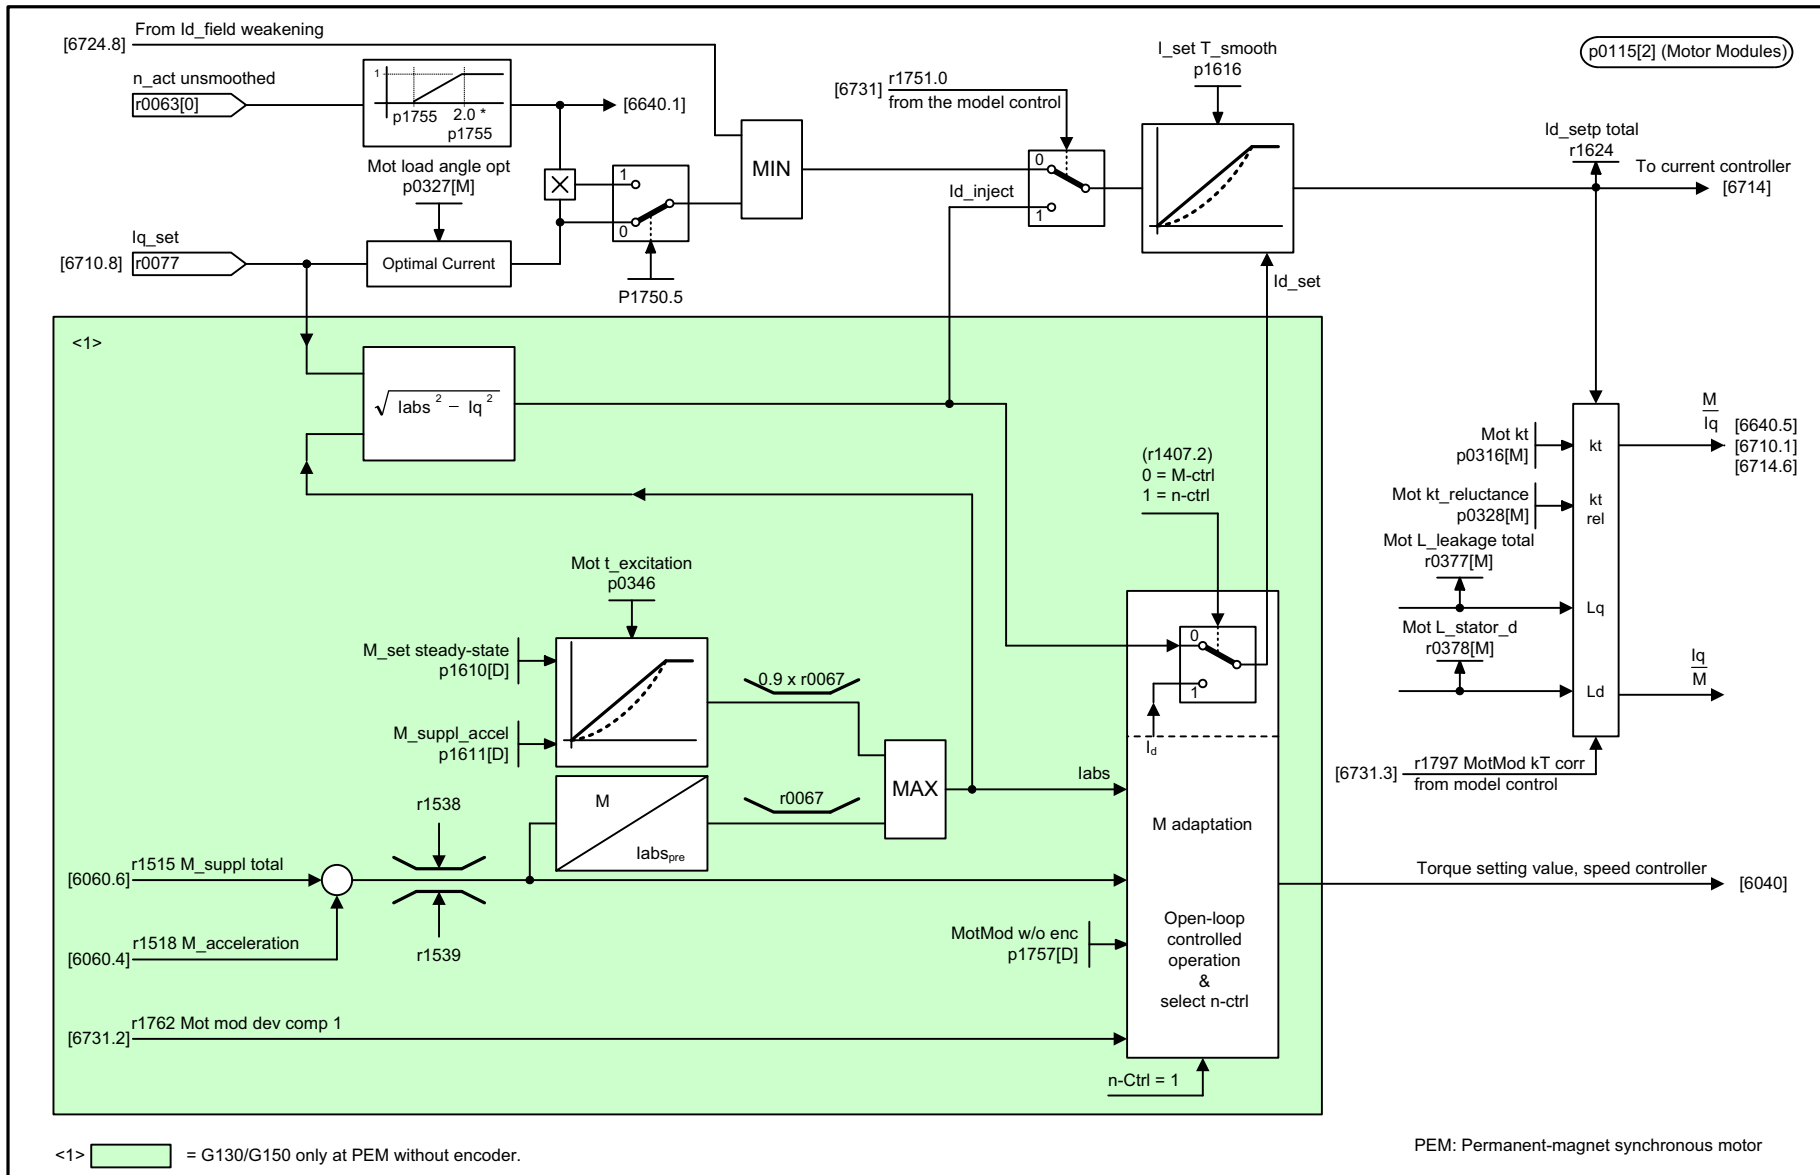 From Id_field weakening
[6724.8]
n_act unsmoothed
r0063[0]
1
p1755
2.0 *
p1755
[6640.1]
Mot load angle opt
p0327[M]
Iq_set
[6710.8]
r0077
Optimal Current
1
0
P1750.5
MIN
[6731]
r1751.0
from the model control
Id_inject
0
1
I_set T_smooth
p1616
Id_set
p0115[2] (Motor Modules)
Id_setp total
r1624
To current controller
[6714]
<1>
√ Iabs ² – Iq ²
(r1407.2)
0 = M-ctrl
1 = n-ctrl
Mot t_excitation
p0346
M_set steady-state
p1610[D]
M_suppl_accel
p1611[D]
0.9 x r0067
r0067
M
Iabspre
MAX
Iabs
0
1
Id
M adaptation
Open-loop
controlled
operation
&
select n-ctrl
r1538
r1539
[6060.6]
r1515 M_suppl total
[6060.4]
r1518 M_acceleration
MotMod w/o enc
p1757[D]
[6731.2]
r1762 Mot mod dev comp 1
n-Ctrl = 1
Mot kt
p0316[M]
Mot kt_reluctance
p0328[M]
Mot L_leakage total
r0377[M]
Mot L_stator_d
r0378[M]
kt
kt
rel
Lq
Ld
M
Iq
[6640.5]
[6710.1]
[6714.6]
Iq
M
[6731.3]
r1797 MotMod kT corr
from model control
Torque setting value, speed controller
[6040]
<1> = G130/G150 only at PEM without encoder.
PEM: Permanent-magnet synchronous motor